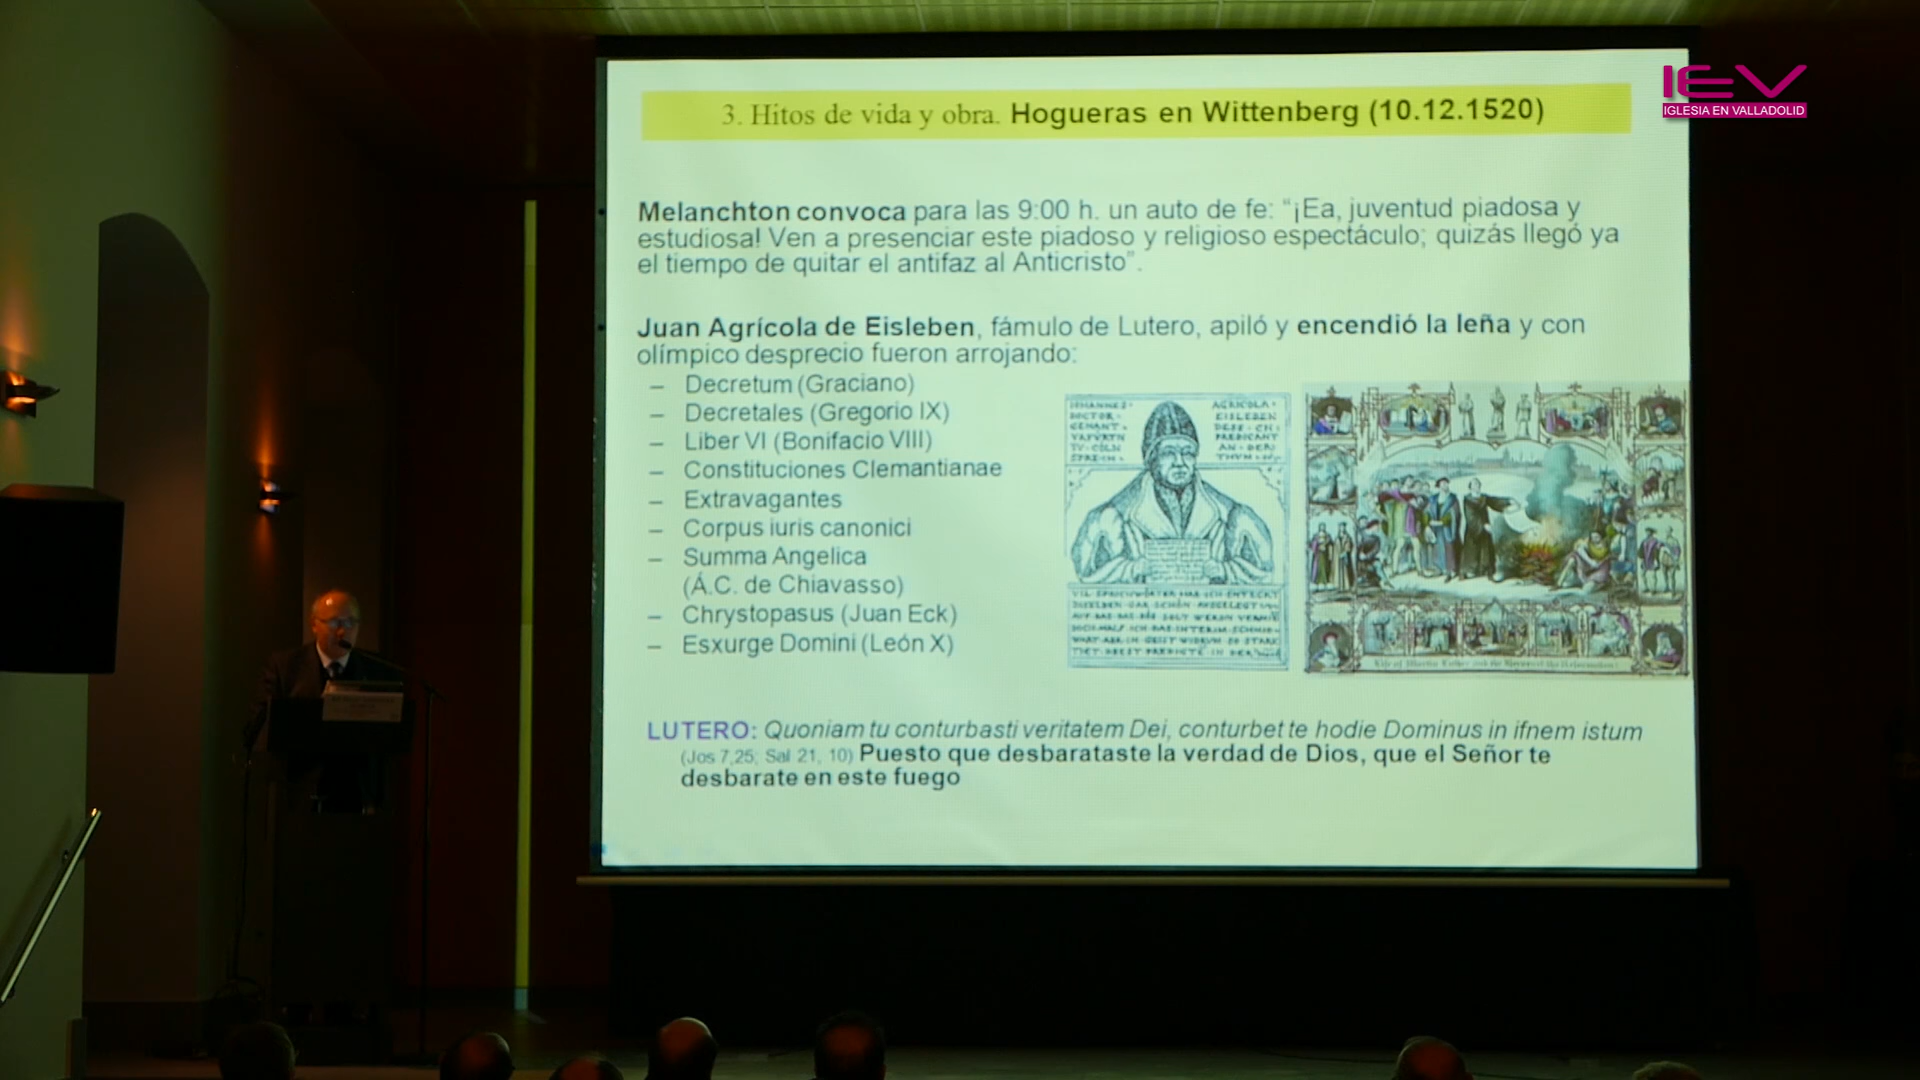 IEV
IGLESIA EN VALLADOLID
3. Hitos de vida y obra. Hogueras en Wittenberg (10.12.1520)
Melanchton convoca para las 9:00 h. un auto de fe: “¡Ea, juventud piadosa y
estudiosa! Ven a presenciar este piadoso y religioso espectáculo; quizás llegó ya
el tiempo de quitar el antifaz al Anticristo”.
Juan Agrícola de Eisleben, fámulo de Lutero, apiló y encendió la leña y con
olímpico desprecio fueron arrojando:
– Decretum (Graciano)
– Decretales (Gregorio IX)
– Liber VI (Bonifacio VIII)
– Constituciones Clemantianae
– Extravagantes
– Corpus iuris canonici
– Summa Angelica
(Á.C. de Chiavasso)
– Chrystopasus (Juan Eck)
– Esxurge Domini (León X)
IOHANNES
DOCTOR
GENANT
AGRICOLA
EISLEBEN
PREDICANT
LUTERO: Quoniam tu conturbasti veritatem Dei, conturbet te hodie Dominus in ifnem istum
(Jos 7,25; Sal 21, 10) Puesto que desbarataste la verdad de Dios, que el Señor te
desbarate en este fuego